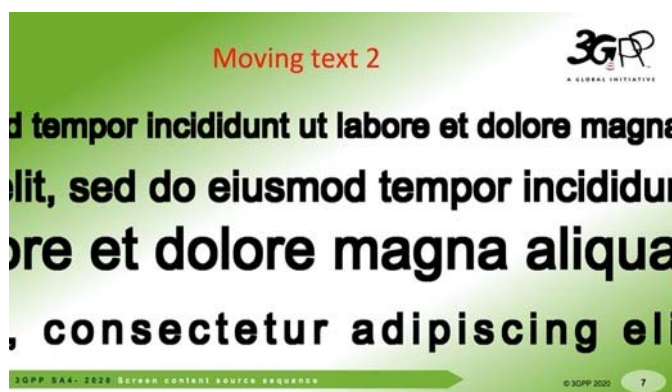 Moving text 2
3GPP
A GLOBAL INITIATIVE
d tempor incididunt ut labore et dolore magna
elit, sed do eiusmod tempor incididu
ore et dolore magna aliqua
, consectetur adipiscing eli
3GPP SA4- 2020 Screen content source sequence
© 3GPP 2020 7